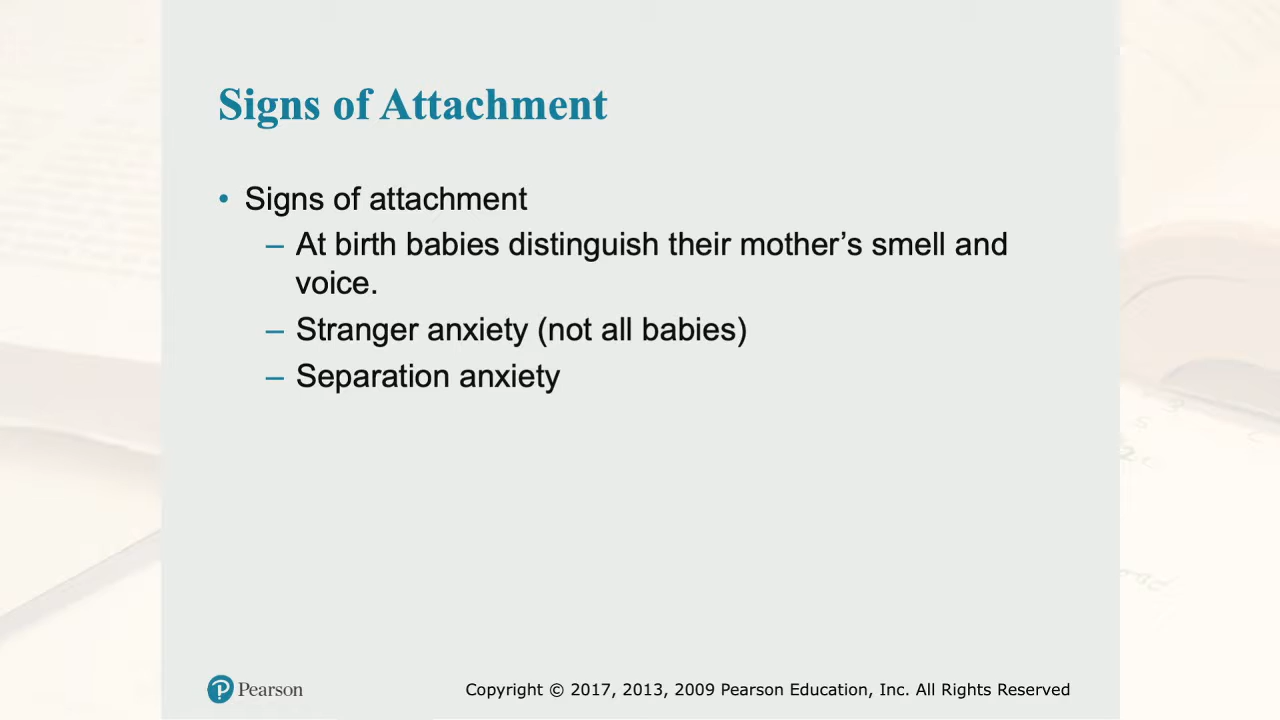 Signs of Attachment
• Signs of attachment
– At birth babies distinguish their mother’s smell and
voice.
– Stranger anxiety (not all babies)
– Separation anxiety
Pearson
Copyright © 2017, 2013, 2009 Pearson Education, Inc. All Rights Reserved